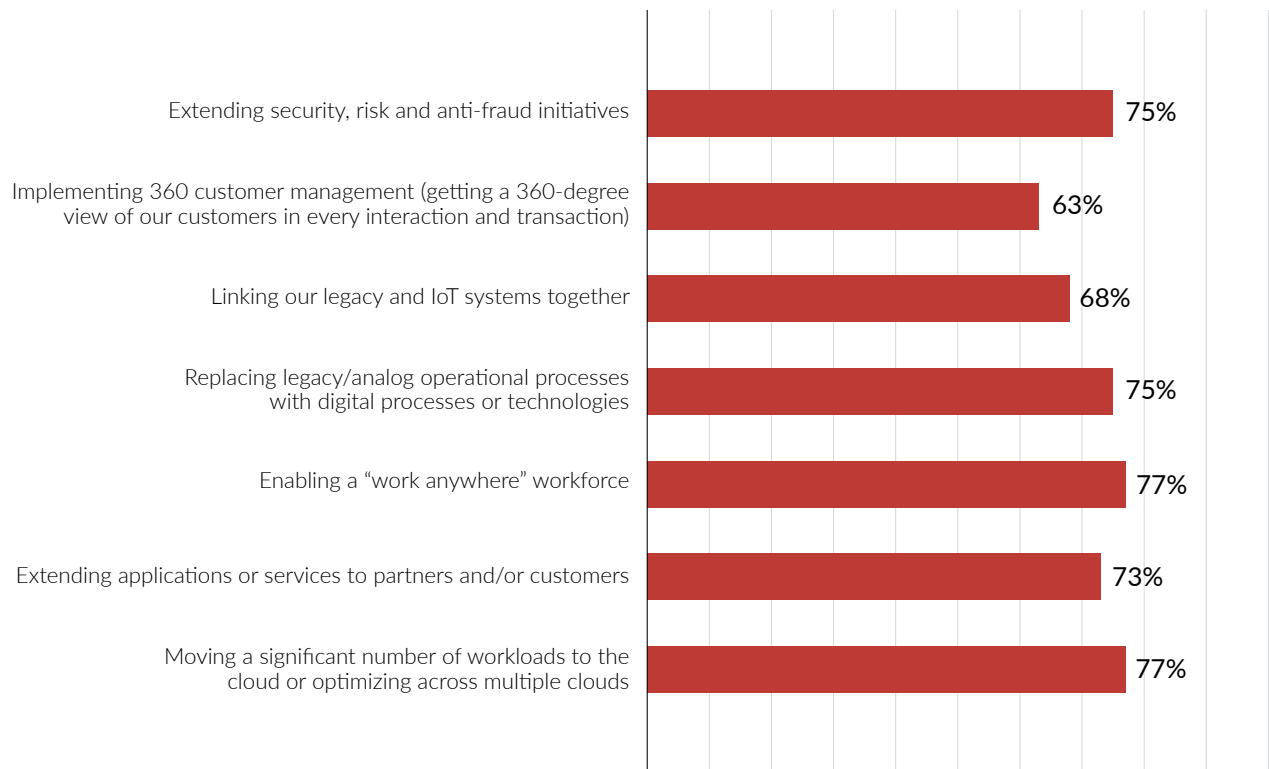 Extending security, risk and anti-fraud initiatives
75%
Implementing 360 customer management (getting a 360-degree
view of our customers in every interaction and transaction)
63%
Linking our legacy and IoT systems together
68%
Replacing legacy/analog operational processes
with digital processes or technologies
75%
Enabling a “work anywhere” workforce
77%
Extending applications or services to partners and/or customers
73%
Moving a significant number of workloads to the
cloud or optimizing across multiple clouds
77%